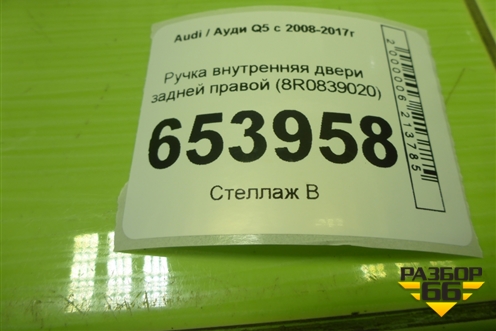 Audi / Ауди Q5 с 2008-2017г
Ручка внутренняя двери
задней правой (8R0839020)
653958
Стеллаж В
2000006213785
РАЗБОР
66